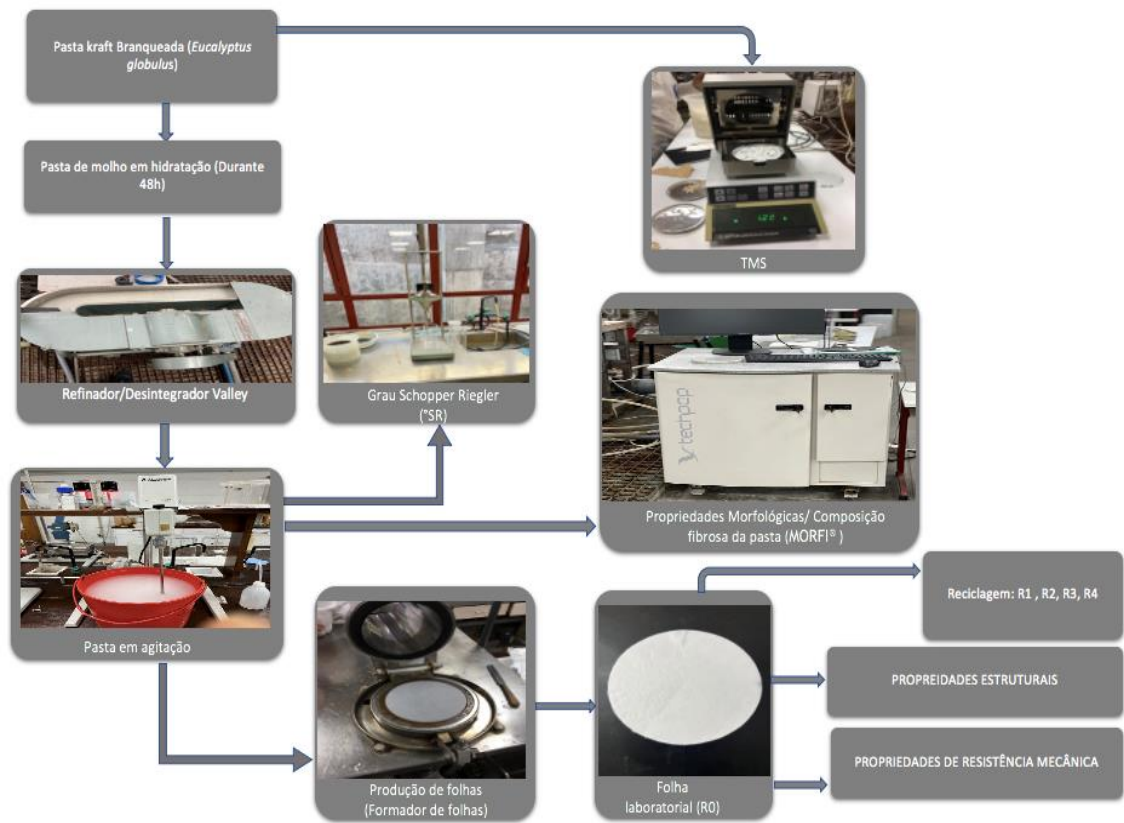 Pasta kraft Branqueada (Eucalyptus
globulus)
Pasta de molho em hidratação (Durante
48h)
TMS
Refinador/Desintegrador Valley
Grau Schopper Riegler
(°SR)
techpap
Propriedades Morfológicas/ Composição
fibrosa da pasta (MORFI®)
Pasta em agitação
Produção de folhas
(Formador de folhas)
Folha
laboratorial (R0)
Reciclagem: R1 , R2, R3, R4
PROPREIDADES ESTRUTURAIS
PROPRIEDADES DE RESISTÊNCIA MECÂNICA